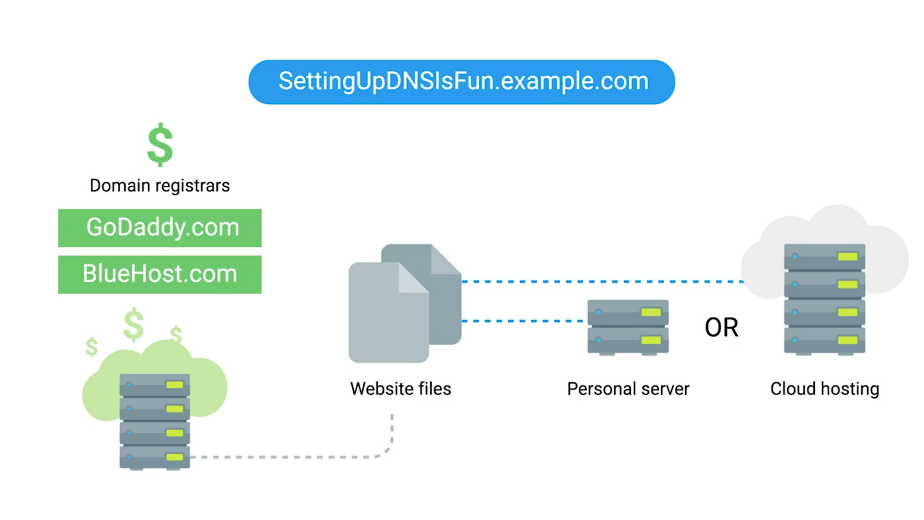 SettingUpDNSIsFun.example.com
$
Domain registrars
GoDaddy.com
BlueHost.com
$ $ $
OR
Website files
Personal server
Cloud hosting